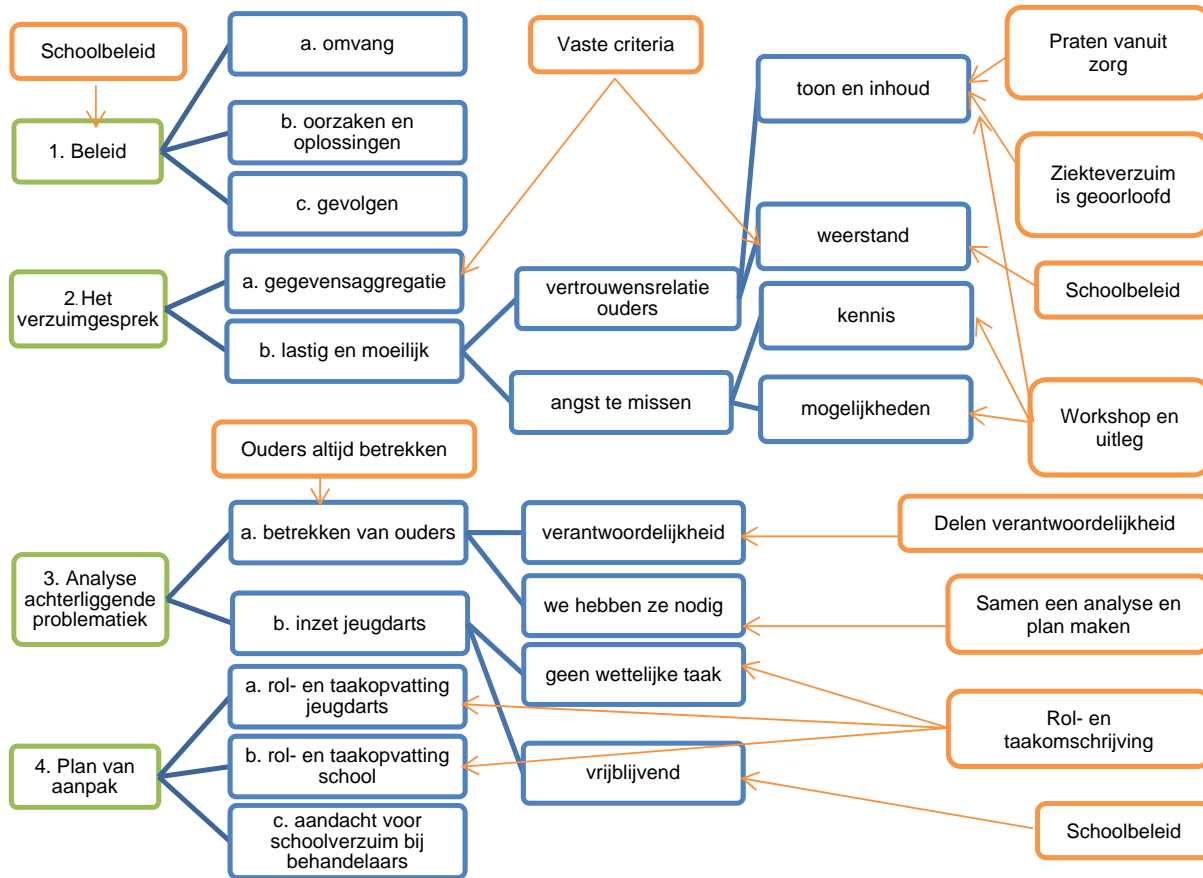 Schoolbeleid
1. Beleid
a. omvang
b. oorzaken en
oplossingen
c. gevolgen
Vaste criteria
2. Het
verzuimgesprek
a. gegevensaggregatie
b. lastig en moeilijk
vertrouwensrelatie
ouders
angst te missen
toon en inhoud
weerstand
kennis
mogelijkheden
Praten vanuit
zorg
Ziekteverzuim
is georloofd
Schoolbeleid
Workshop en
uitleg
Ouders altijd betrekken
3. Analyse
achterliggende
problematiek
a. betrekken van ouders
b. inzet jeugdarts
verantwoordelijkheid
we hebben ze nodig
geen wettelijke taak
vrijblijvend
Delen verantwoordelijkheid
Samen een analyse en
plan maken
Rol- en
taakomschrijving
Schoolbeleid
4. Plan van
aanpak
a. rol- en taakopvatting
jeugdarts
b. rol- en taakopvatting
school
c. aandacht voor
schoolverzuim bij
behandelaars